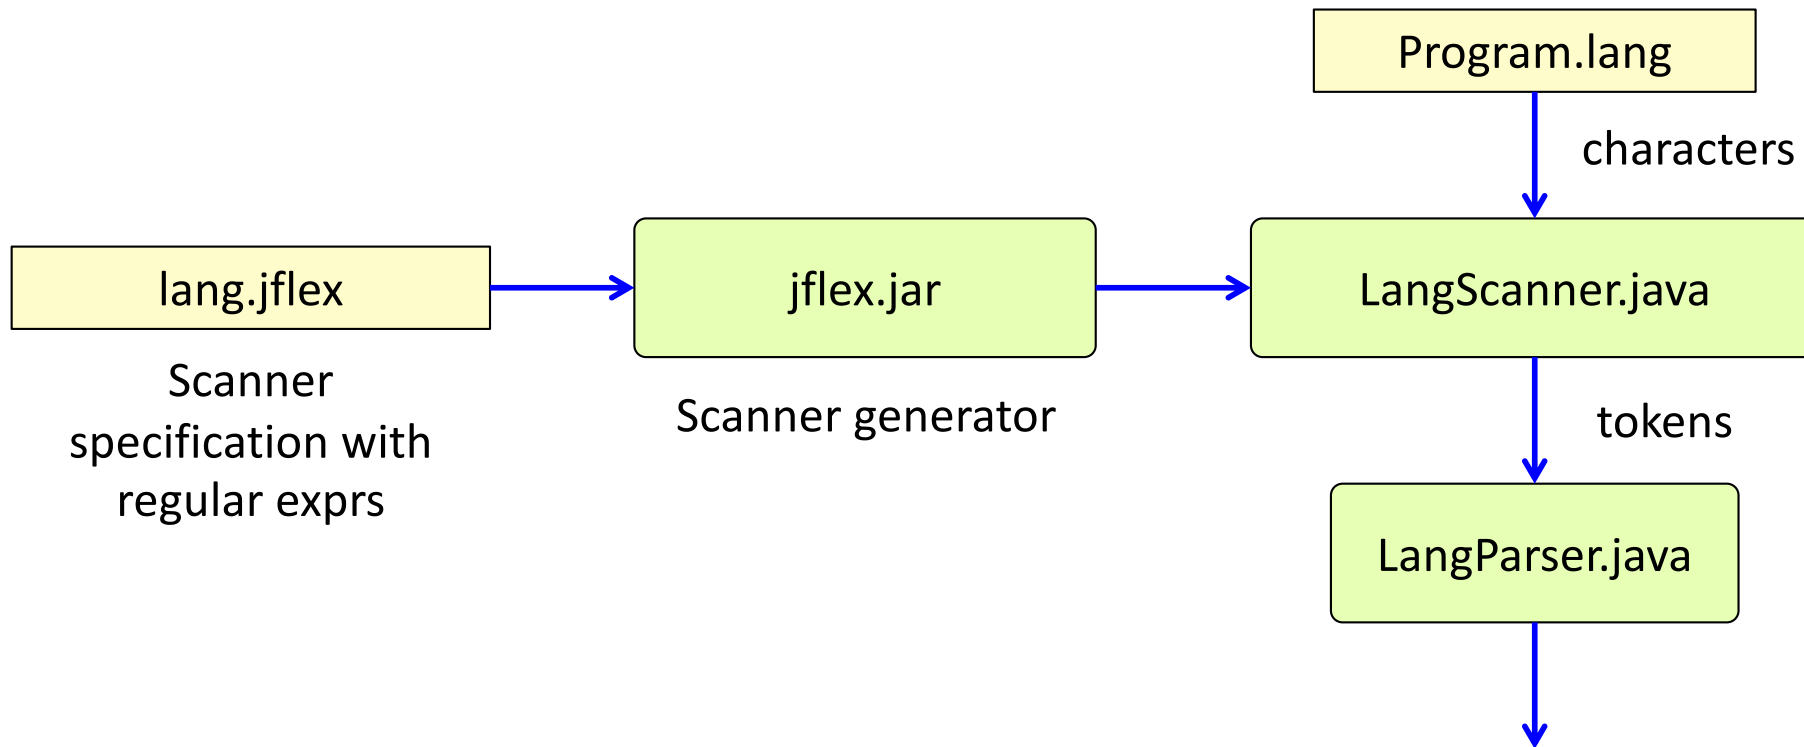 Program.lang
characters
lang.jflex
jflex.jar
LangScanner.java
Scanner
specification with
regular exprs
Scanner generator
tokens
LangParser.java